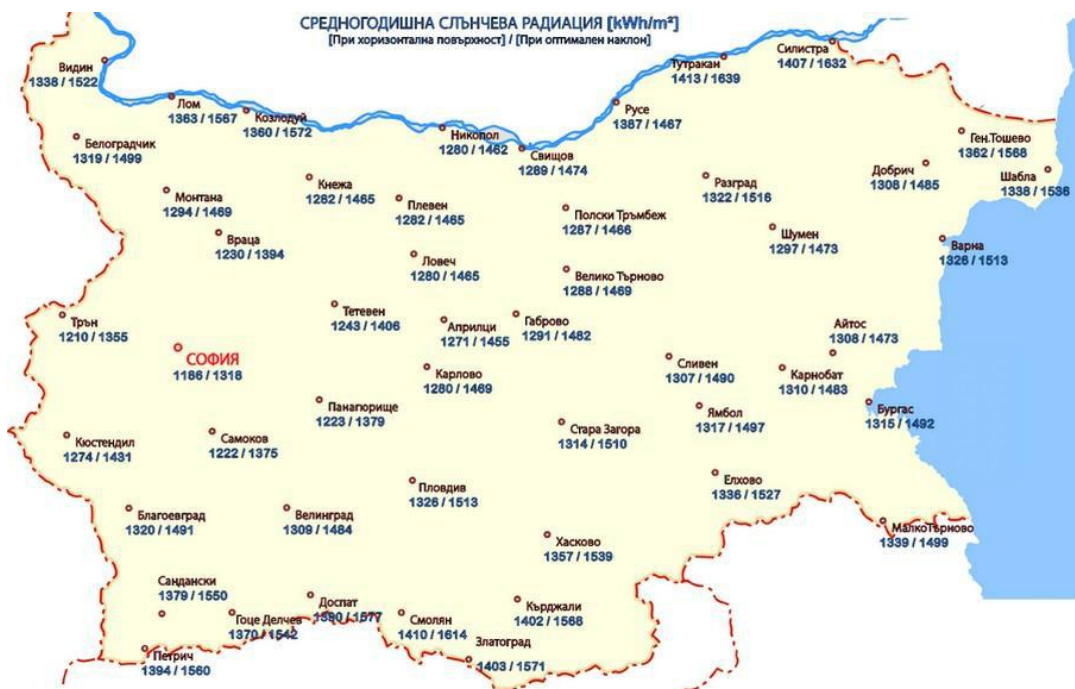 СРЕДНОГОДИШНА СЛЪНЧЕВА РАДИАЦИЯ [kWh/m²]
[При хоризонтална повърхност] / [При оптимален наклон]
Видин
1338 / 1522
Лом
1363 / 1567
Козлодуй
1360 / 1572
Белоградчик
1319 / 1499
Никопол
1280 / 1462
Свищов
1289 / 1474
Русе
1387 / 1467
Тутракан
1413 / 1639
Силистра
1407 / 1632
Ген.Тошево
1362 / 1568
Добрич
1308 / 1485
Шабла
1338 / 1536
Монтана
1294 / 1469
Кнежа
1282 / 1465
Плевен
1282 / 1465
Полски Тръмбеж
1287 / 1466
Разград
1322 / 1516
Шумен
1297 / 1473
Варна
1326 / 1513
Враца
1230 / 1394
Ловеч
1280 / 1465
Велико Търново
1288 / 1469
Трън
1210 / 1355
Тетевен
1243 / 1406
Априлци
1271 / 1455
Габрово
1291 / 1482
Айтос
1308 / 1473
СОФИЯ
1186 / 1318
Карлово
1280 / 1469
Сливен
1307 / 1490
Карнобат
1310 / 1483
Панагюрище
1223 / 1379
Ямбол
1317 / 1497
Бургас
1315 / 1492
Кюстендил
1274 / 1431
Самоков
1222 / 1375
Стара Загора
1314 / 1510
Пловдив
1326 / 1513
Елхово
1336 / 1527
Благоевград
1320 / 1491
Велинград
1309 / 1484
Хасково
1357 / 1539
МалкоТърново
1339 / 1499
Сандански
1379 / 1550
Гоце Делчев
1370 / 1542
Доспат
1390 / 1577
Смолян
1410 / 1614
Кърджали
1402 / 1568
Златоград
1403 / 1571
Петрич
1394 / 1560